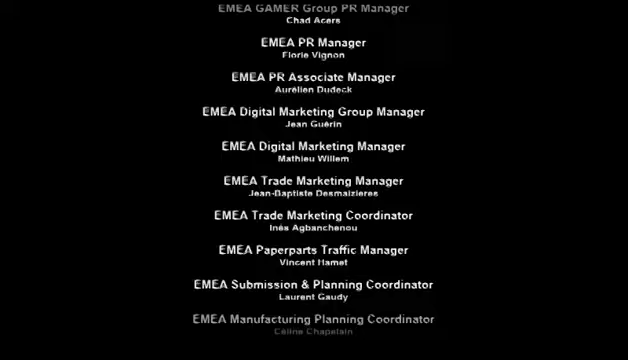 EMEA GAMER Group PR Manager
Chad Acers
EMEA PR Manager
Florie Vignon
EMEA PR Associate Manager
Aurélien Dudeck
EMEA Digital Marketing Group Manager
Jean Guérin
EMEA Digital Marketing Manager
Mathieu Willem
EMEA Trade Marketing Manager
Jean-Baptiste Desmaizieres
EMEA Trade Marketing Coordinator
Inès Agbanchenou
EMEA Paperparts Traffic Manager
Vincent Hamet
EMEA Submission & Planning Coordinator
Laurent Gaudy
EMEA Manufacturing Planning Coordinator
Céline Chapelain